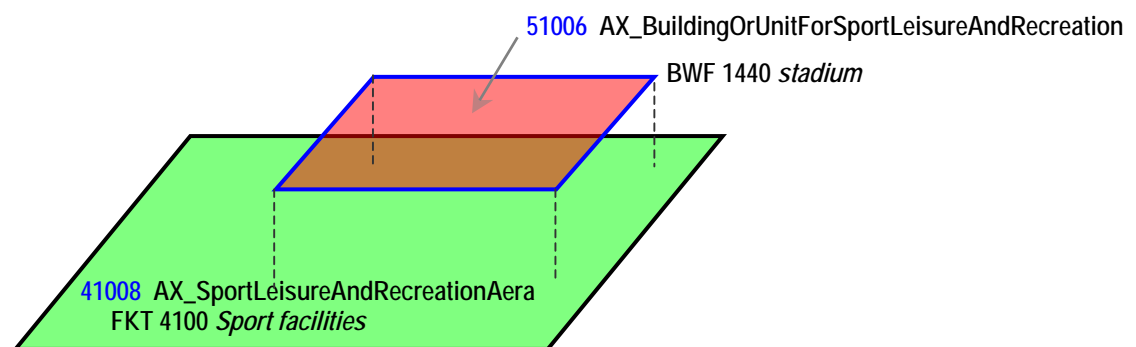 51006 AX_BuildingOrUnitForSportLeisureAndRecreation
BWF 1440 stadium
41008 AX_SportLeisureAndRecreationAera
FKT 4100 Sport facilities